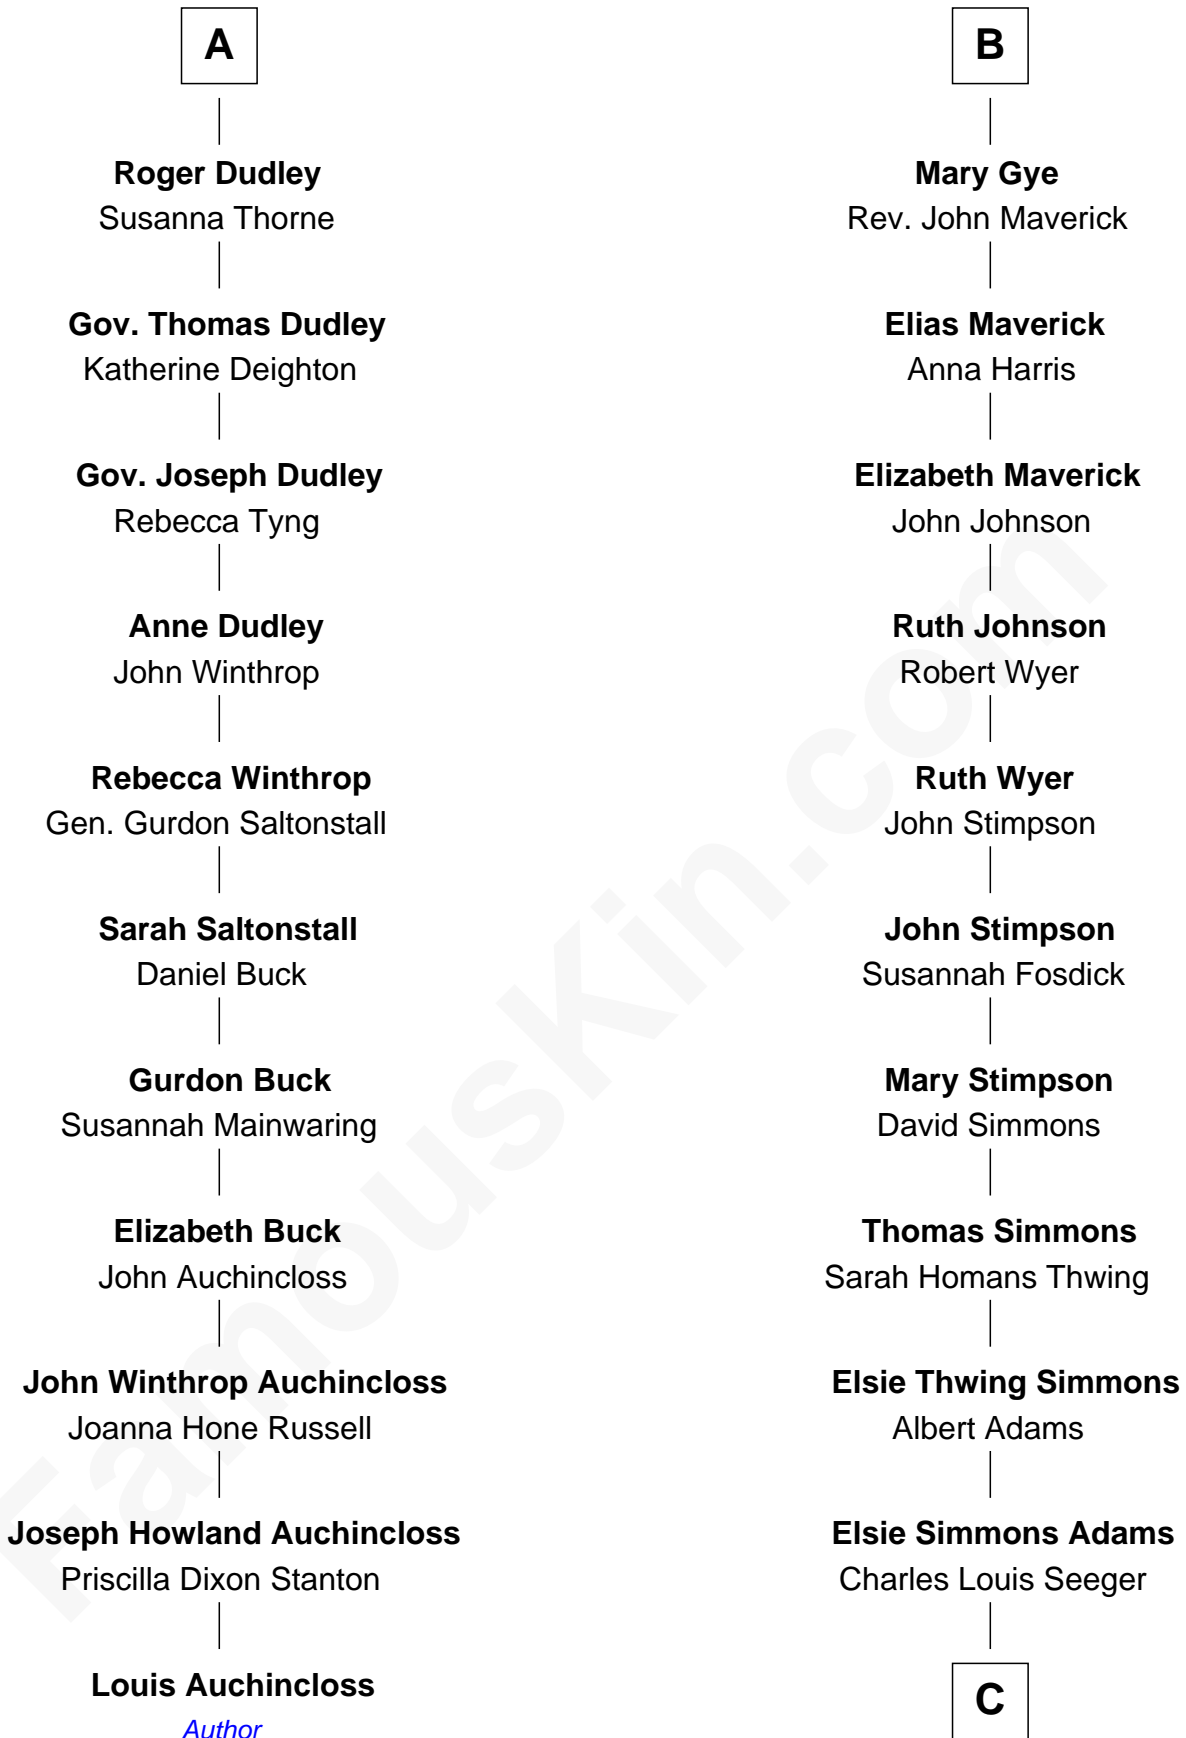 A
Roger Dudley
Susanna Thorne
Gov. Thomas Dudley
Katherine Deighton
Gov. Joseph Dudley
Rebecca Tyng
Anne Dudley
John Winthrop
Rebecca Winthrop
Gen. Gurdon Saltonstall
Sarah Saltonstall
Daniel Buck
Gurdon Buck
Susannah Mainwaring
Elizabeth Buck
John Auchincloss
John Winthrop Auchincloss
Joanna Hone Russell
Joseph Howland Auchincloss
Priscilla Dixon Stanton
Louis Auchincloss
Author
B
Mary Gye
Rev. John Maverick
Elias Maverick
Anna Harris
Elizabeth Maverick
John Johnson
Ruth Johnson
Robert Wyer
Ruth Wyer
John Stimpson
John Stimpson
Susannah Fosdick
Mary Stimpson
David Simmons
Thomas Simmons
Sarah Homans Thwing
Elsie Thwing Simmons
Albert Adams
Elsie Simmons Adams
Charles Louis Seeger
C
FamousKin.com